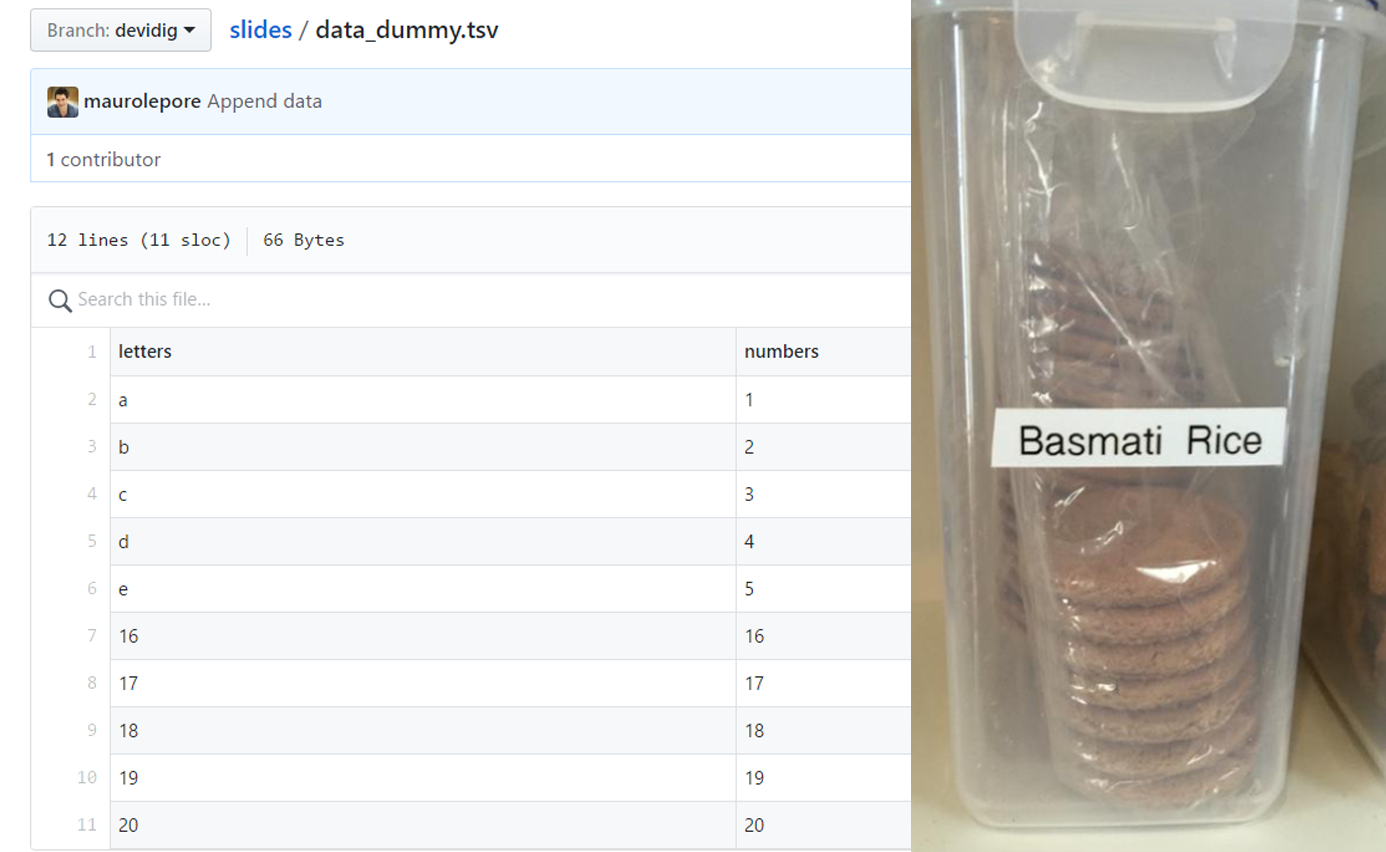 Branch: devidig slides / data_dummy.tsv
maurolepore Append data
1 contributor
12 lines (11 sloc) 66 Bytes
Search this file...
1 letters numbers
2 a 1
3 b 2
4 c 3
5 d 4
6 e 5
7 16 16
8 17 17
9 18 18
10 19 19
11 20 20
Basmati Rice